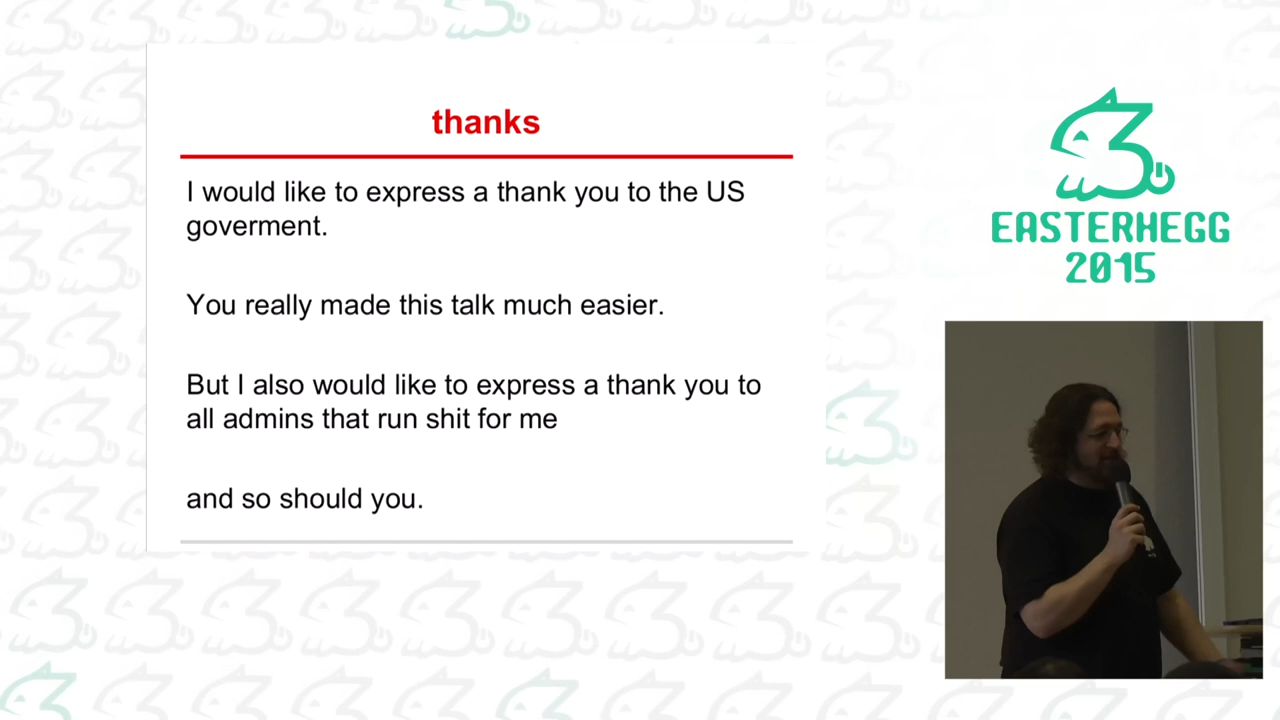 thanks
I would like to express a thank you to the US
goverment.
You really made this talk much easier.
But I also would like to express a thank you to
all admins that run shit for me
and so should you.
EASTERHEGG
2015